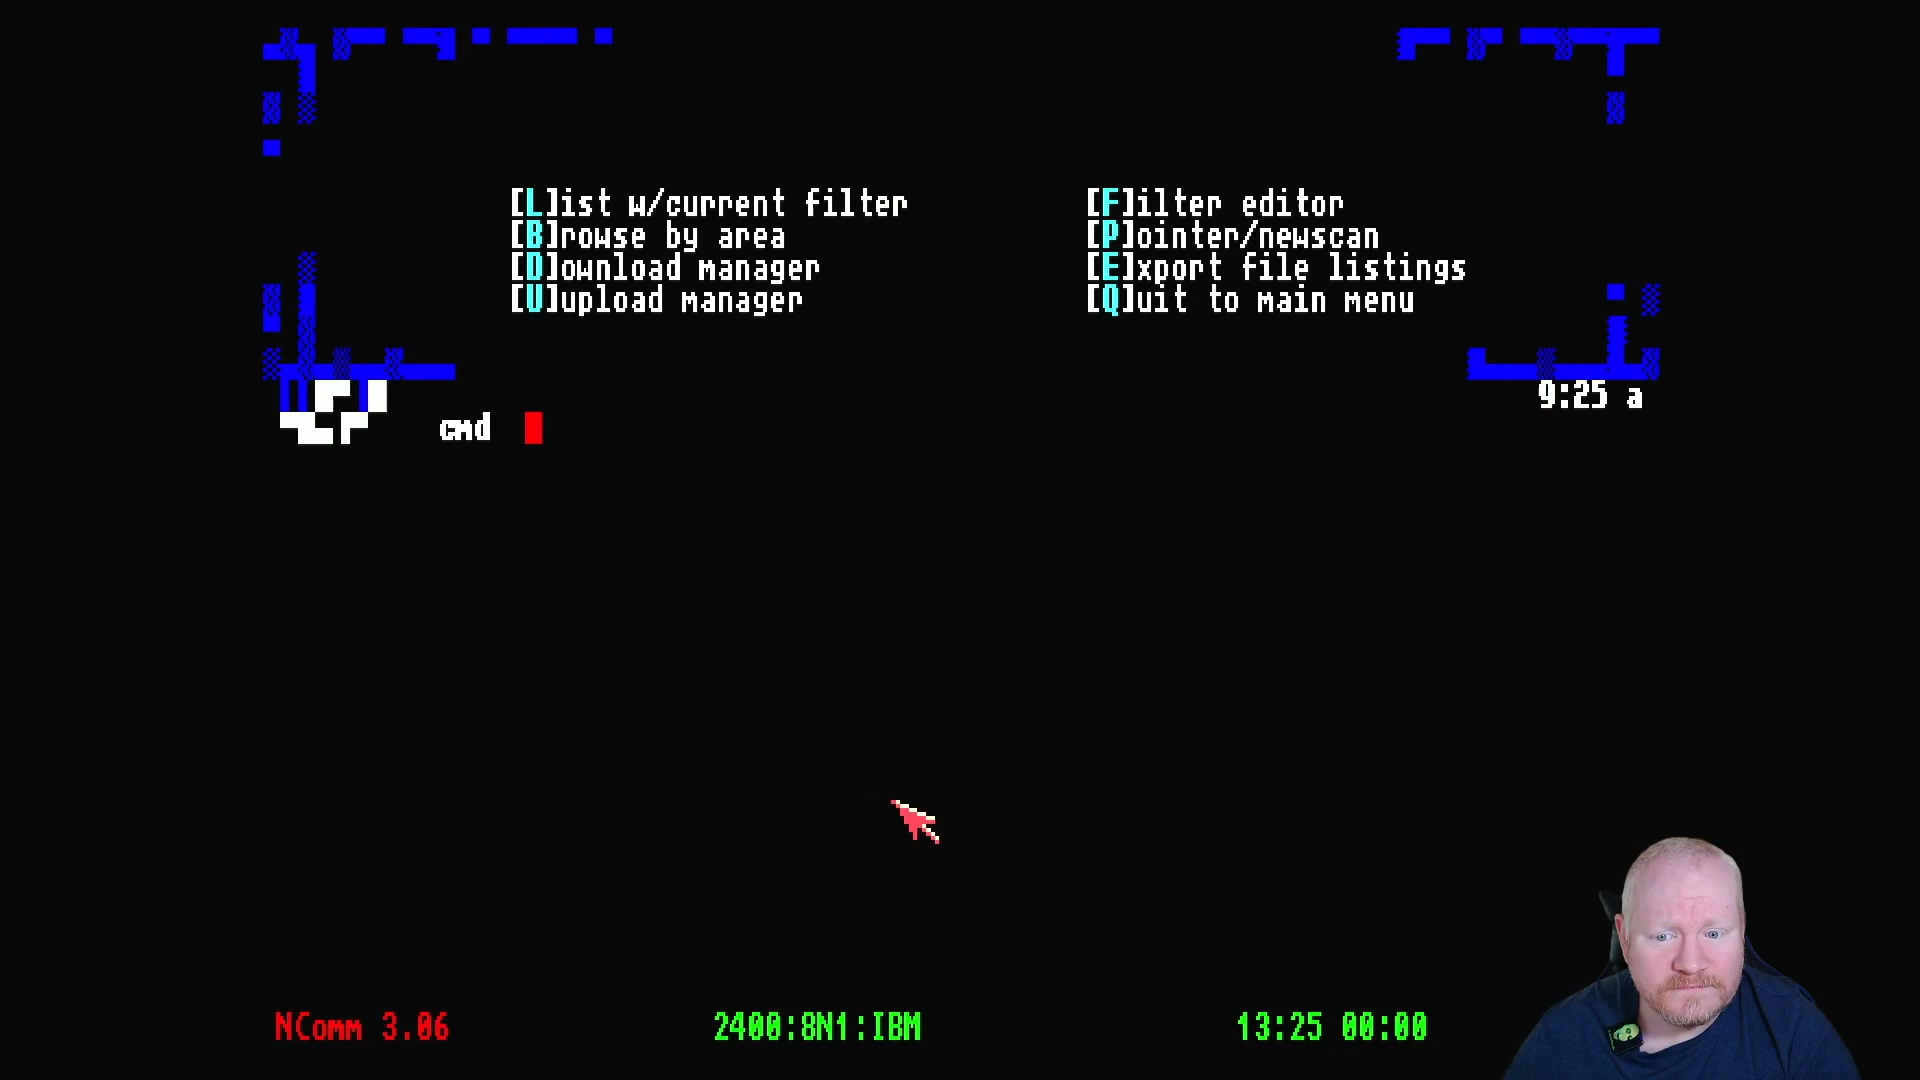 [L]ist w/current filter [F]ilter editor
[B]rowse by area [P]ointer/newscan
[D]ownload manager [E]xport file listings
[U]upload manager [Q]uit to main menu
9:25 a
cmd
NComm 3.06 2400:8N1:IBM 13:25 00:00